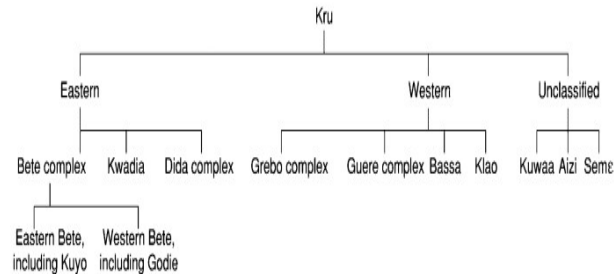 Kru
Eastern Western Unclassified
Bete complex Kwadia Dida complex Grebo complex Guere complex Bassa Klao Kuwaa Aizi Semɛ
Eastern Bete, Western Bete,
including Kuyo including Godie